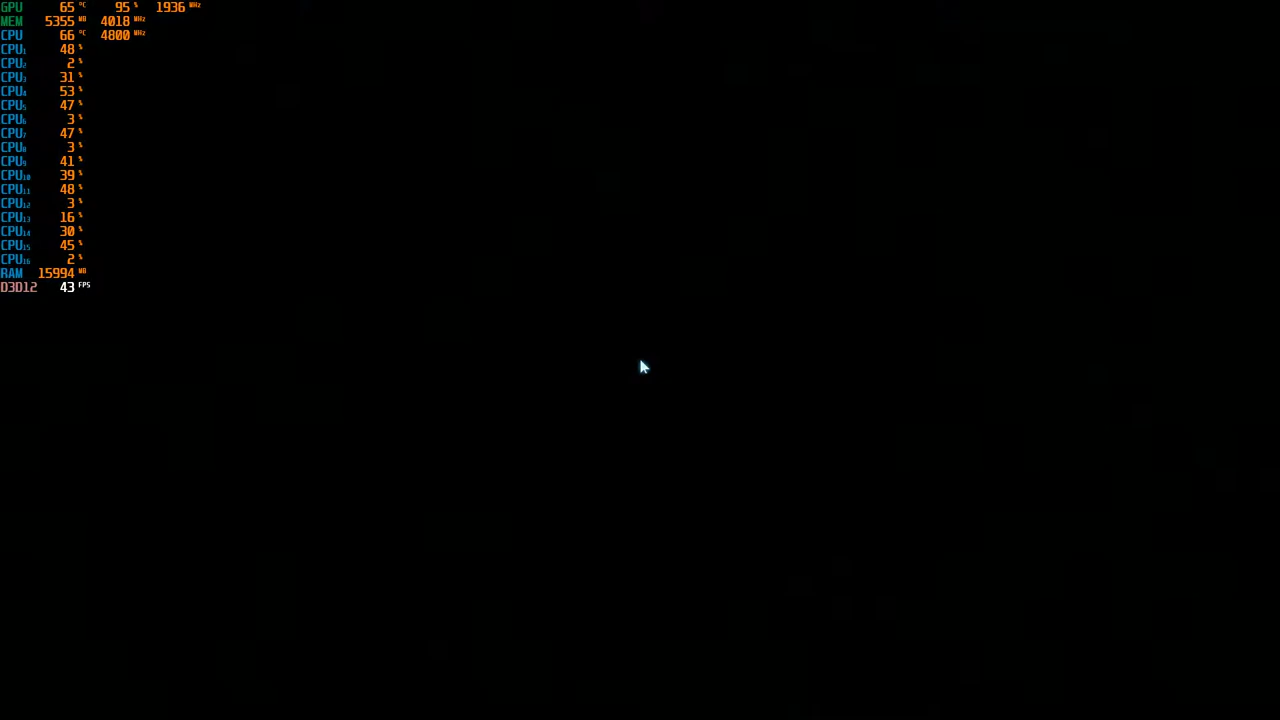 GPU 65 °C 95 % 1936 MHz
MEM 5355 MB 4018 MHz
CPU 66 °C 4800 MHz
CPU1 48 %
CPU2 2 %
CPU3 31 %
CPU4 53 %
CPU5 47 %
CPU6 3 %
CPU7 47 %
CPU8 3 %
CPU9 41 %
CPU10 39 %
CPU11 48 %
CPU12 3 %
CPU13 16 %
CPU14 30 %
CPU15 45 %
CPU16 2 %
RAM 15994 MB
D3D12 43 FPS